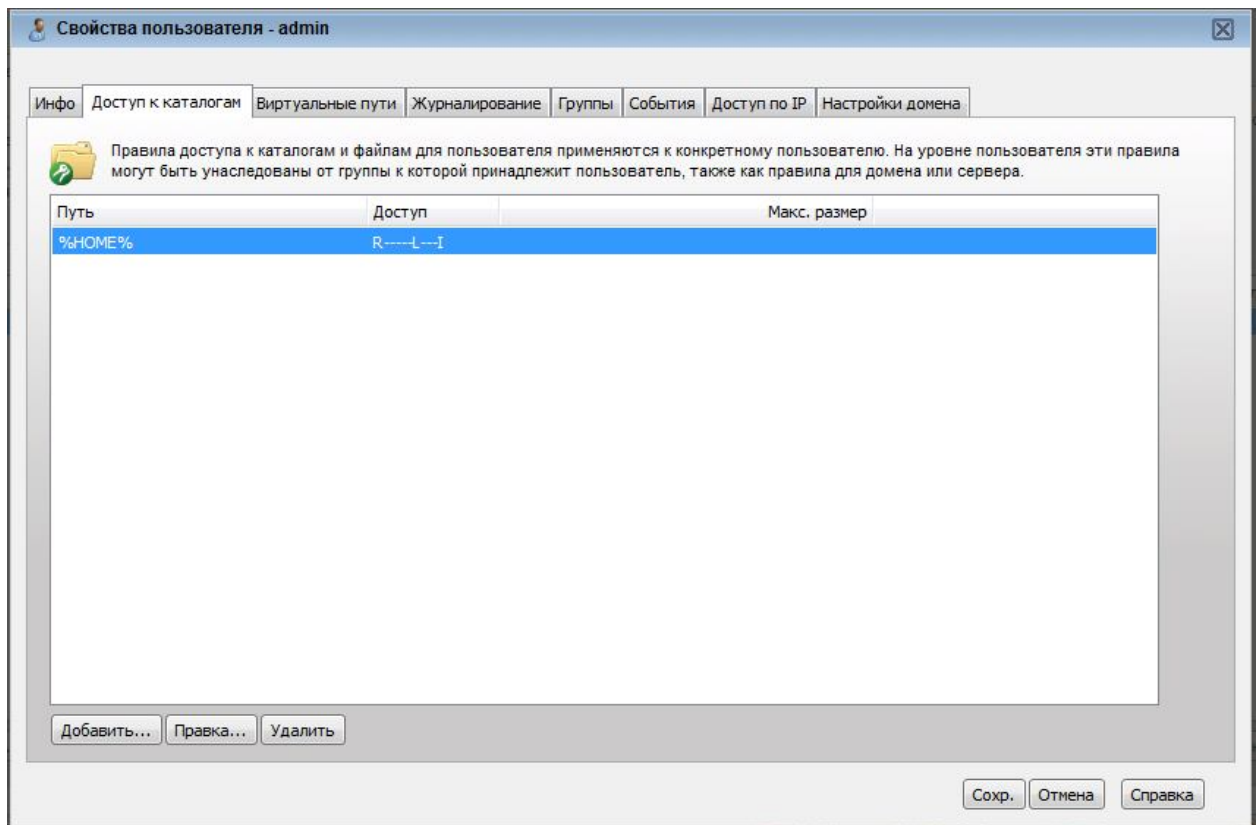 Свойства пользователя - admin
Инфо Доступ к каталогам Виртуальные пути Журналирование Группы События Доступ по IP Настройки домена
Правила доступа к каталогам и файлам для пользователя применяются к конкретному пользователю. На уровне пользователя эти правила
могут быть унаследованы от группы к которой принадлежит пользователь, также как правила для домена или сервера.
Путь Доступ Макс. размер
%HOME% R-----L---I
Добавить... Правка... Удалить
Сохр. Отмена Справка